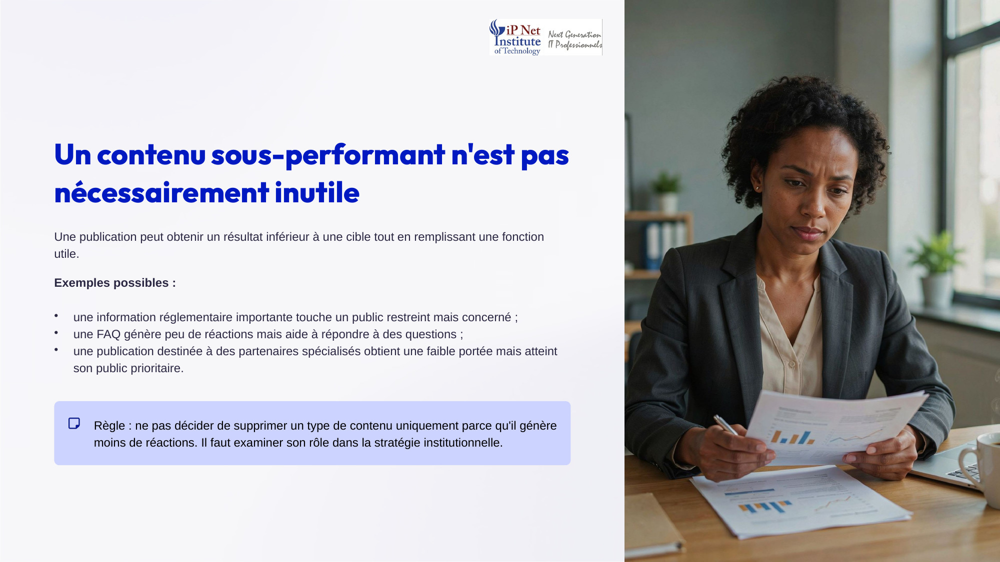 iP Net
Institute
of Technology
Next Generation
IT Professionnels
Un contenu sous-performant n'est pas
nécessairement inutile
Une publication peut obtenir un résultat inférieur à une cible tout en remplissant une fonction
utile.
Exemples possibles :
• une information réglementaire importante touche un public restreint mais concerné ;
• une FAQ génère peu de réactions mais aide à répondre à des questions ;
• une publication destinée à des partenaires spécialisés obtient une faible portée mais atteint
son public prioritaire.
Règle : ne pas décider de supprimer un type de contenu uniquement parce qu'il génère
moins de réactions. Il faut examiner son rôle dans la stratégie institutionnelle.